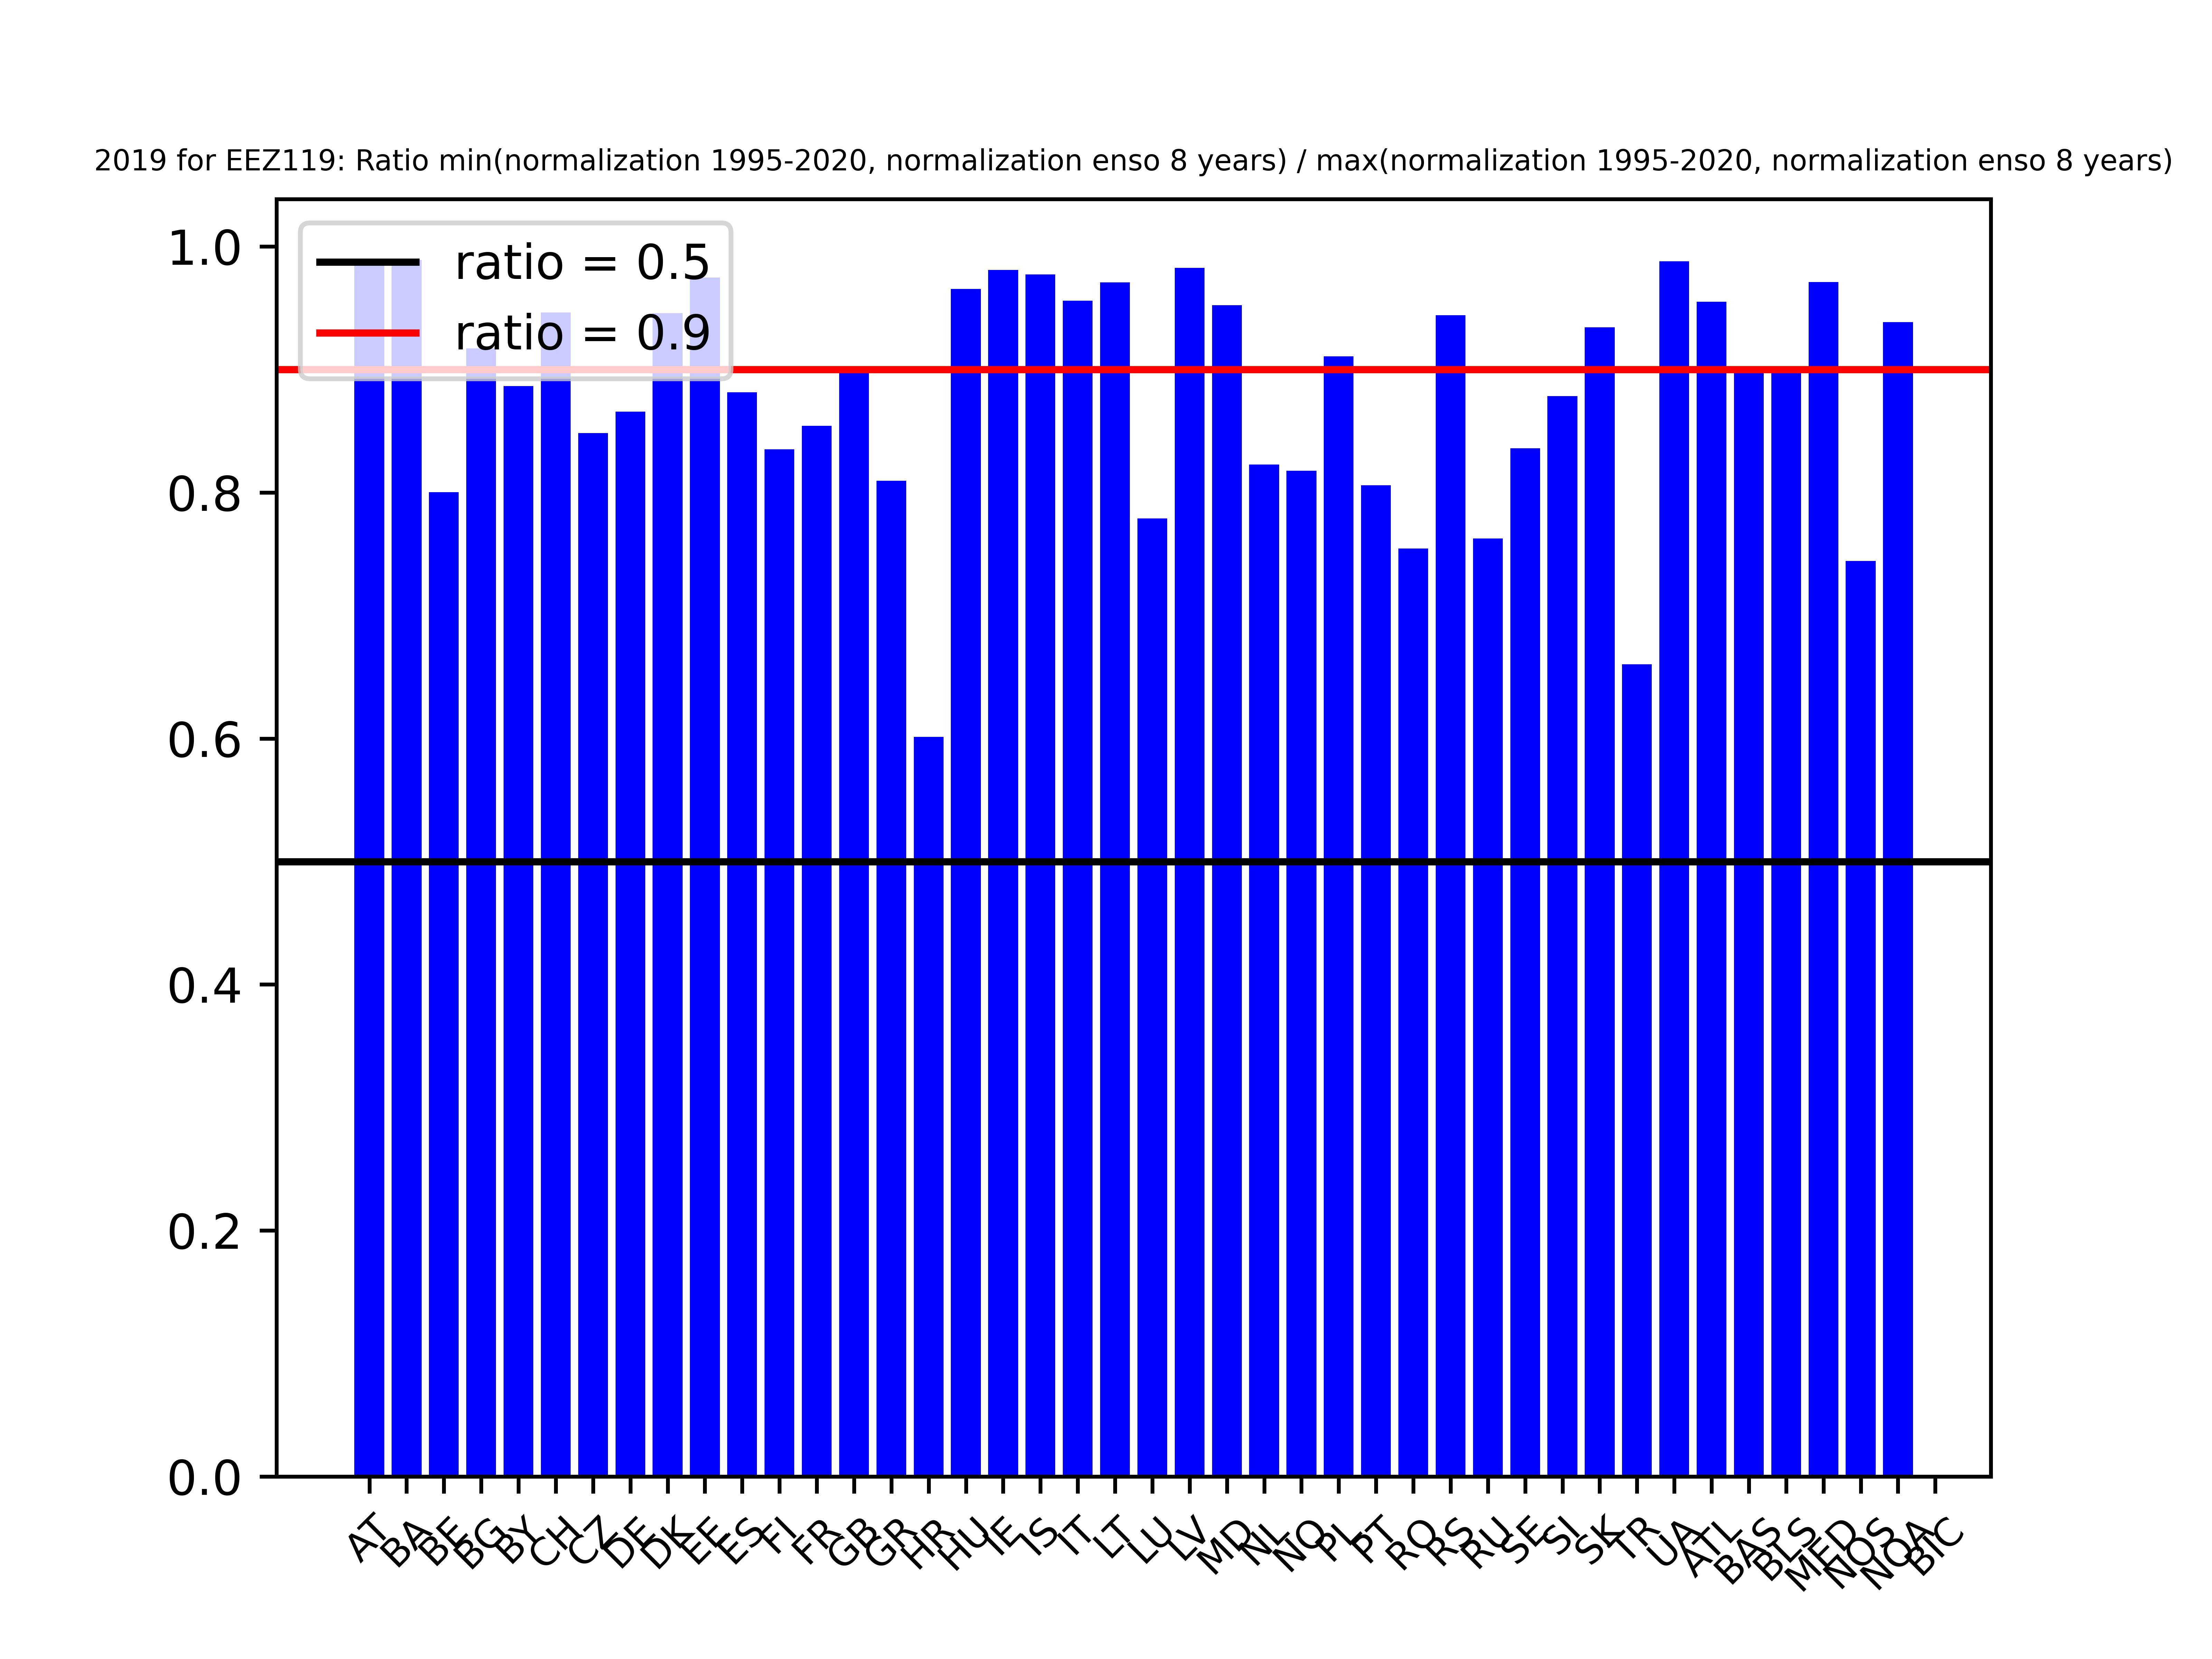 2019 for EEZ119: Ratio min(normalization 1995-2020, normalization enso 8 years) / max(normalization 1995-2020, normalization enso 8 years)
ratio = 0.5
ratio = 0.9
1.0
0.8
0.6
0.4
0.2
0.0
AT BA BE BG BY CH CZ DE DK EE ES FI FR GB GR HR HU IE IS IT LT LU LV MD NL NO PL PT RO RS RU SE SI SK TR UA ATL BAS BLS MED NOS NOA BIC